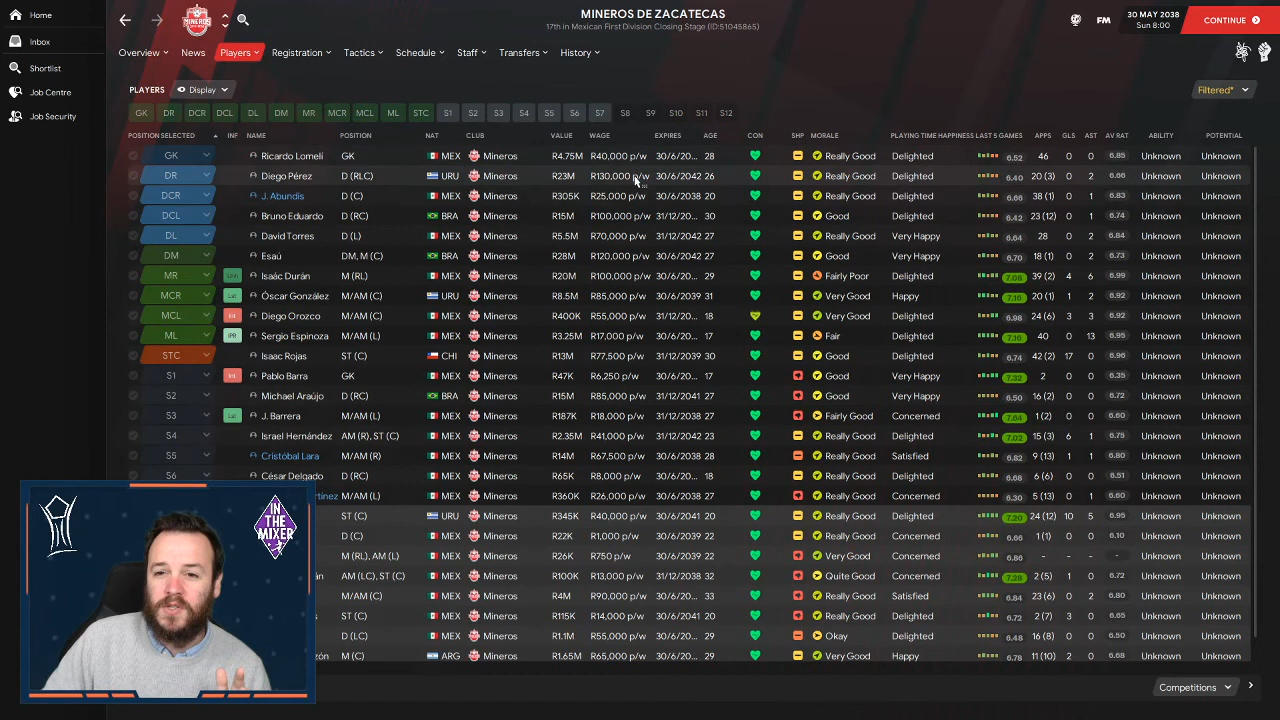 Home
Inbox
Shortlist
Job Centre
Job Security
MINEROS DE ZACATECAS
17th in Mexican First Division Closing Stage (ID:51045865)
FM
30 MAY 2038
Sun 8:00
CONTINUE
Overview
News
Players
Registration
Tactics
Schedule
Staff
Transfers
History
PLAYERS
Display
Filtered*
GK DR DCR DCL DL DM MR MCR MCL ML STC S1 S2 S3 S4 S5 S6 S7 S8 S9 S10 S11 S12
POSITION SELECTED INF NAME POSITION NAT CLUB VALUE WAGE EXPIRES AGE CON SHP MORALE PLAYING TIME HAPPINESS LAST 5 GAMES APPS GLS AST AV RAT ABILITY POTENTIAL
GK Ricardo Lomelí GK MEX Mineros R4.75M R40,000 p/w 30/6/20... 28 Really Good Delighted 6.52 46 0 0 6.85 Unknown Unknown
DR Diego Pérez D (RLC) URU Mineros R23M R130,000 p/w 30/6/2042 26 Really Good Delighted 6.40 20 (3) 0 2 6.66 Unknown Unknown
DCR J. Abundis D (C) MEX Mineros R305K R25,000 p/w 30/6/2038 20 Really Good Delighted 6.66 38 (1) 0 1 6.83 Unknown Unknown
DCL Bruno Eduardo D (RC) BRA Mineros R15M R100,000 p/w 31/12/2041 30 Good Delighted 6.42 23 (12) 0 1 6.74 Unknown Unknown
DL David Torres D (L) MEX Mineros R5.5M R70,000 p/w 31/12/2042 27 Really Good Very Happy 6.64 28 0 2 6.84 Unknown Unknown
DM Esaú DM, M (C) BRA Mineros R28M R120,000 p/w 31/12/2042 27 Good Very Happy 6.70 18 (1) 0 2 6.73 Unknown Unknown
MR Unh Isaác Durán M (RL) MEX Mineros R20M R100,000 p/w 31/12/20... 29 Fairly Poor Delighted 7.08 39 (2) 4 6 6.99 Unknown Unknown
MCR Lst Óscar González M/AM (C) URU Mineros R8.5M R85,000 p/w 30/6/2039 31 Very Good Happy 7.16 20 (1) 1 2 6.92 Unknown Unknown
MCL Int Diego Orozco M/AM (C) MEX Mineros R400K R55,000 p/w 31/12/20... 18 Very Good Delighted 6.98 24 (6) 3 3 6.92 Unknown Unknown
ML IPR Sergio Espinoza M/AM (L) MEX Mineros R3.25M R17,000 p/w 31/12/20... 17 Fair Delighted 7.10 40 0 13 6.95 Unknown Unknown
STC Isaac Rojas ST (C) CHI Mineros R13M R77,500 p/w 31/12/2039 30 Good Delighted 6.74 42 (2) 17 0 6.96 Unknown Unknown
S1 Int Pablo Barra GK MEX Mineros R47K R6,250 p/w 30/6/20... 17 Good Very Happy 7.32 2 0 0 6.35 Unknown Unknown
S2 Michael Araújo D (RC) BRA Mineros R15M R85,000 p/w 31/12/2041 27 Good Very Happy 6.50 16 (2) 0 0 6.72 Unknown Unknown
S3 Lst J. Barrera M/AM (L) MEX Mineros R187K R18,000 p/w 31/12/2038 27 Fairly Good Concerned 7.64 1 (2) 0 0 6.60 Unknown Unknown
S4 Israel Hernández AM (R), ST (C) MEX Mineros R2.35M R41,000 p/w 31/12/2042 23 Really Good Delighted 7.02 15 (3) 6 1 6.75 Unknown Unknown
S5 Cristóbal Lara M/AM (R) MEX Mineros R14M R67,500 p/w 30/6/2038 28 Really Good Satisfied 6.82 9 (13) 1 1 6.80 Unknown Unknown
S6 César Delgado D (RC) MEX Mineros R65K R8,000 p/w 30/6/20... 18 Really Good Delighted 6.68 6 (6) 0 0 6.51 Unknown Unknown
M/AM (L) MEX Mineros R360K R26,000 p/w 30/6/2038 27 Really Good Concerned 6.30 5 (13) 0 1 6.60 Unknown Unknown
ST (C) URU Mineros R345K R40,000 p/w 30/6/2041 20 Really Good Delighted 7.20 24 (12) 10 5 6.95 Unknown Unknown
D (C) MEX Mineros R22K R1,000 p/w 30/6/2039 22 Really Good Concerned 6.66 1 (1) 0 0 6.10 Unknown Unknown
M (RL), AM (L) MEX Mineros R26K R750 p/w 30/6/2039 22 Very Good Concerned 6.86 - - - - Unknown Unknown
AM (LC), ST (C) MEX Mineros R100K R13,000 p/w 31/12/2038 32 Quite Good Concerned 7.28 2 (5) 1 0 6.72 Unknown Unknown
M/AM (C) MEX Mineros R4M R90,000 p/w 31/12/2039 33 Really Good Satisfied 6.84 23 (6) 0 2 6.80 Unknown Unknown
ST (C) MEX Mineros R115K R14,000 p/w 30/6/2041 20 Really Good Delighted 6.72 2 (7) 3 0 6.65 Unknown Unknown
D (LC) MEX Mineros R1.1M R55,000 p/w 30/6/20... 29 Okay Delighted 6.48 16 (8) 0 0 6.50 Unknown Unknown
M (C) ARG Mineros R1.65M R65,000 p/w 30/6/20... 29 Very Good Happy 6.78 11 (10) 2 0 6.68 Unknown Unknown
IN THE MIXER
Competitions